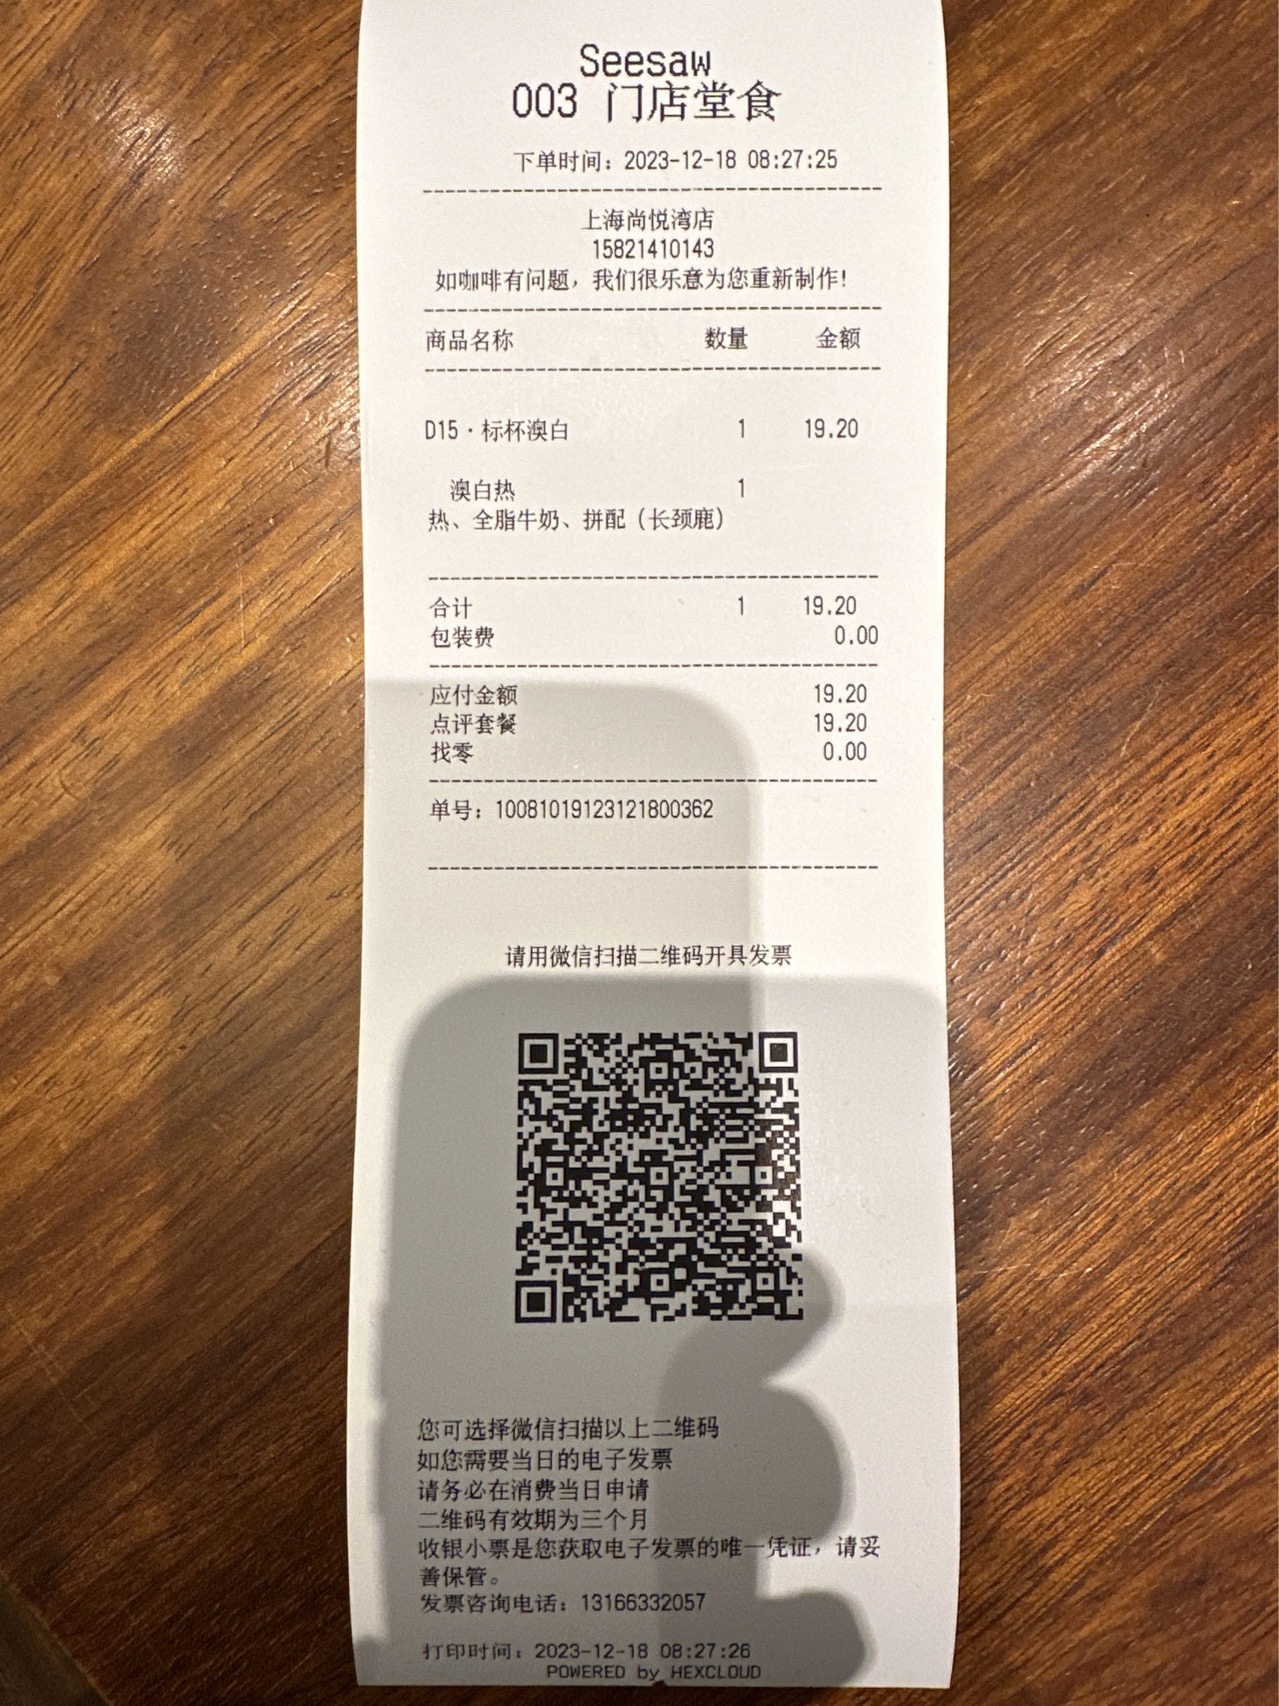 Seesaw
003 门店堂食
下单时间：2023-12-18 08:27:25
上海尚悦湾店
15821410143
如咖啡有问题，我们很乐意为您重新制作！
商品名称 数量 金额
D15·标杯澳白 1 19.20
澳白热 1
热、全脂牛奶、拼配（长颈鹿）
合计 1 19.20
包装费 0.00
应付金额 19.20
点评套餐 19.20
找零 0.00
单号：10081019123121800362
请用微信扫描二维码开具发票
您可选择微信扫描以上二维码
如您需要当日的电子发票
请务必在消费当日申请
二维码有效期为三个月
收银小票是您获取电子发票的唯一凭证，请妥
善保管。
发票咨询电话：13166332057
打印时间：2023-12-18 08:27:26
POWERED by HEXCLOUD